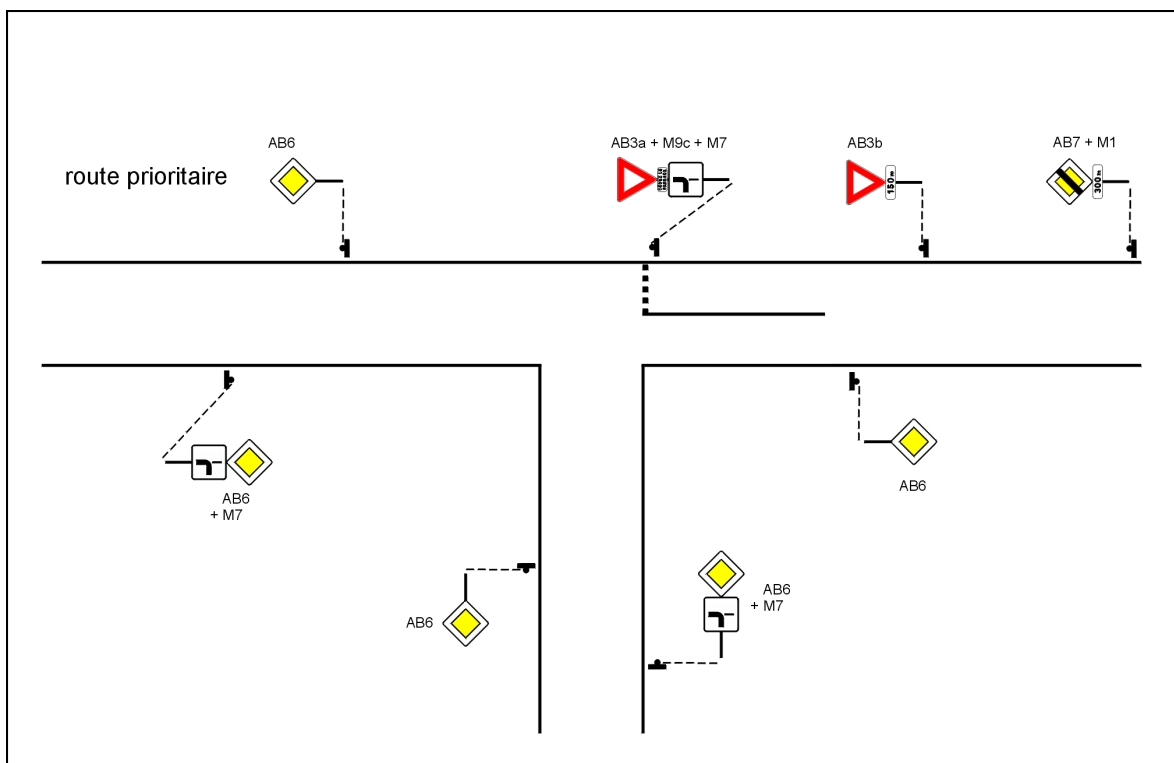 AB6
AB3a + M9c + M7
AB3b
AB7 + M1
route prioritaire
150 m
300 m
AB6
+ M7
AB6
AB6
+ M7
AB6